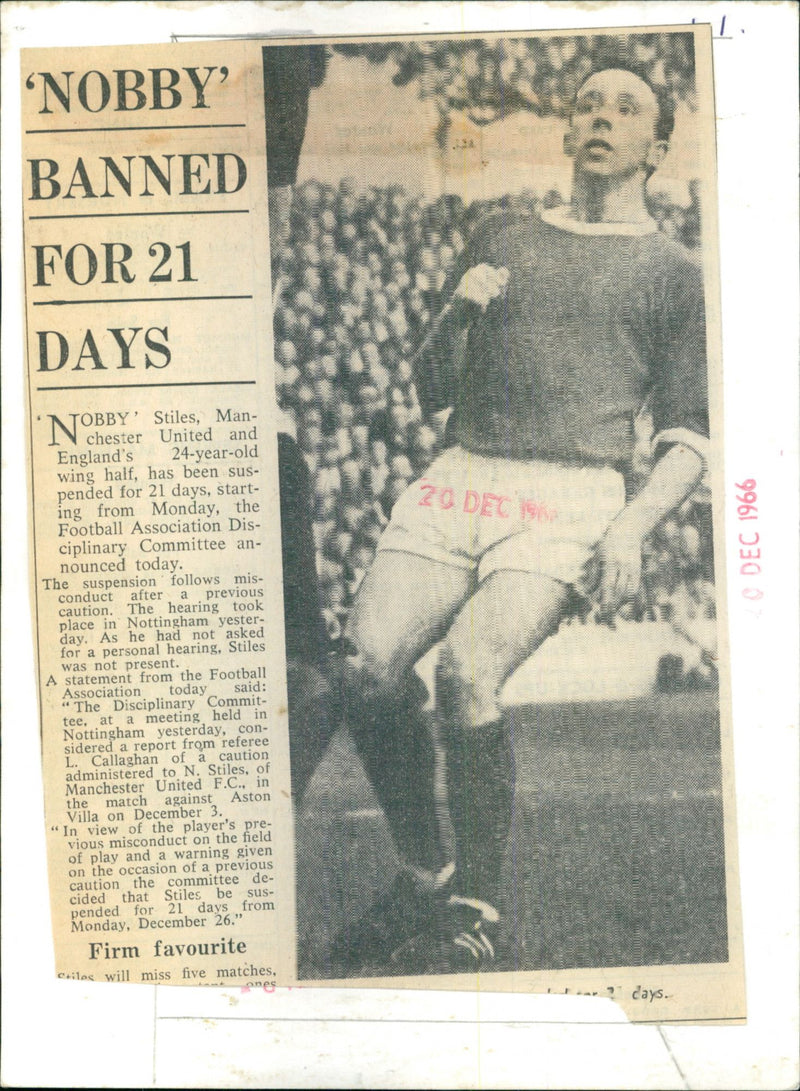 'NOBBY'
BANNED
FOR 21
DAYS
'NOBBY' Stiles, Man-
chester United and
England's 24-year-old
wing half, has been sus-
pended for 21 days, start-
ing from Monday, the
Football Association Dis-
ciplinary Committee an-
nounced today.
The suspension follows mis-
conduct after a previous
caution. The hearing took
place in Nottingham yester-
day. As he had not asked
for a personal hearing, Stiles
was not present.
A statement from the Football
Association today said:
"The Disciplinary Commit-
tee, at a meeting held in
Nottingham yesterday, con-
sidered a report from referee
L. Callaghan of a caution
administered to N. Stiles, of
Manchester United F.C., in
the match against Aston
Villa on December 3.
"In view of the player's pre-
vious misconduct on the field
of play and a warning given
on the occasion of a previous
caution the committee de-
cided that Stiles be sus-
pended for 21 days from
Monday, December 26."
Firm favourite
Stiles will miss five matches,
ones
20 DEC 1966
DEC 1966
days.